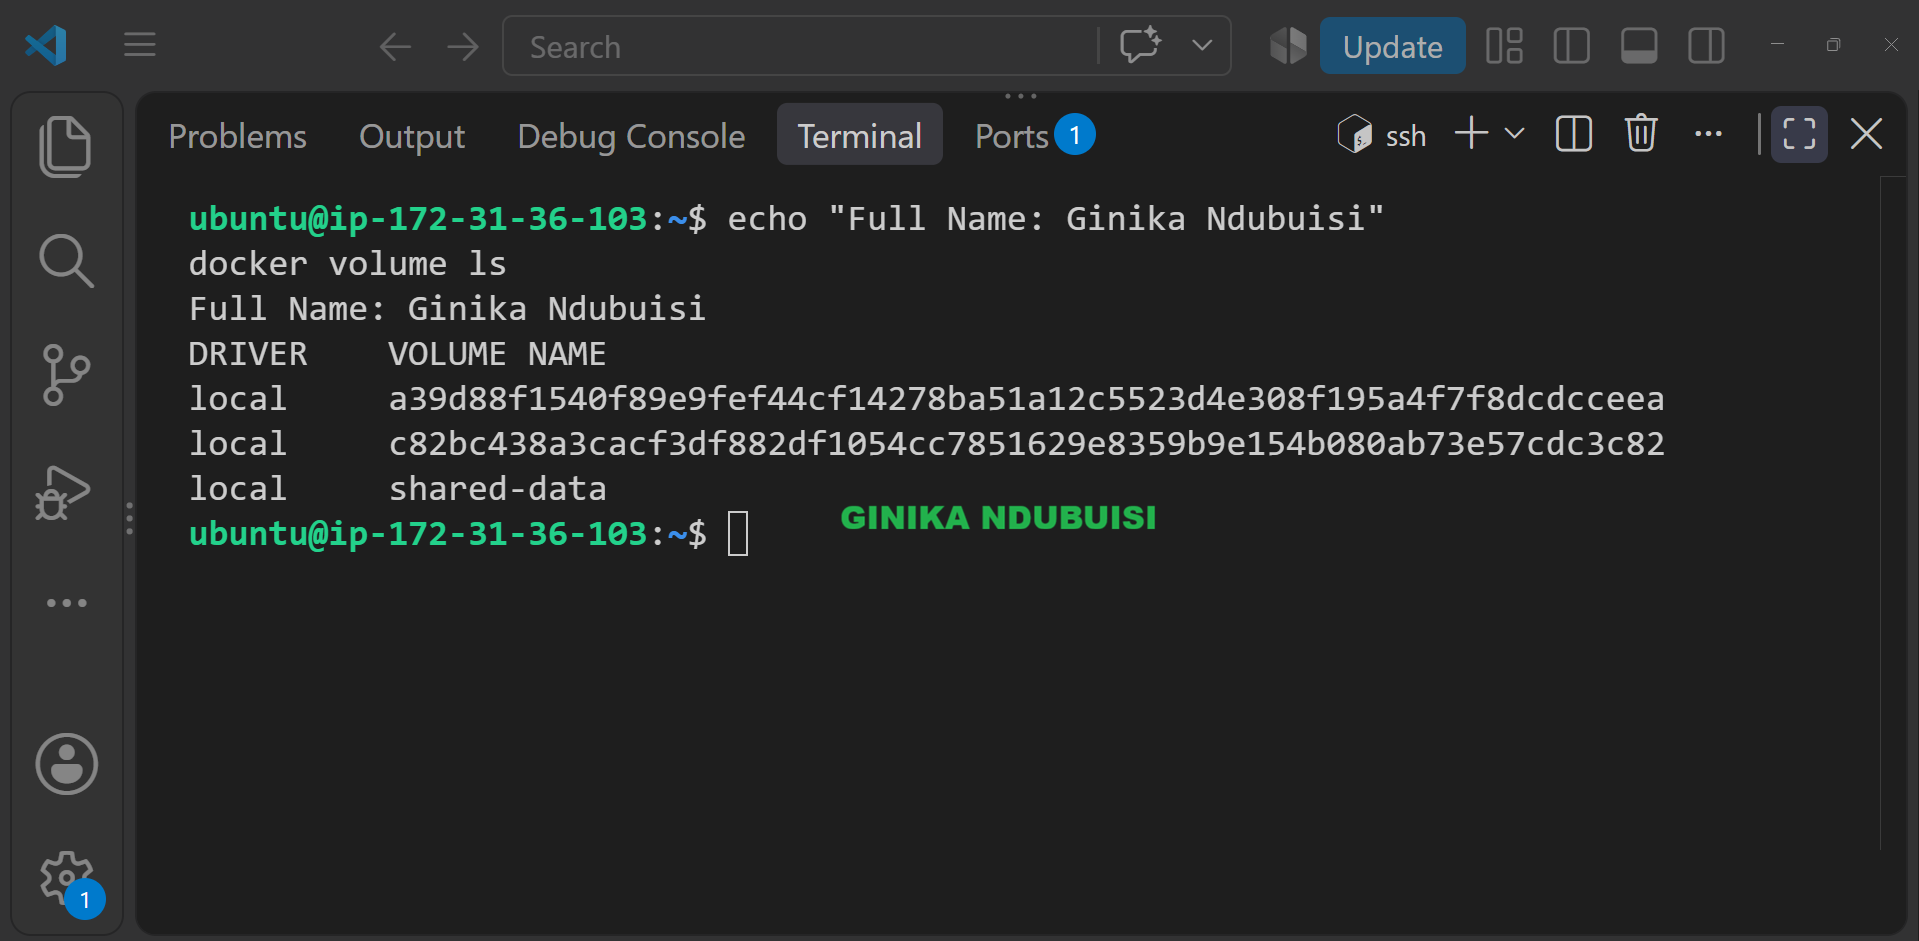 Search
Update
Problems Output Debug Console Terminal Ports 1 ssh
ubuntu@ip-172-31-36-103:~$ echo "Full Name: Ginika Ndubuisi"
docker volume ls
Full Name: Ginika Ndubuisi
DRIVER    VOLUME NAME
local     a39d88f1540f89e9fef44cf14278ba51a12c5523d4e308f195a4f7f8dcdcceea
local     c82bc438a3cacf3df882df1054cc7851629e8359b9e154b080ab73e57cdc3c82
local     shared-data
GINIKA NDUBUISI
ubuntu@ip-172-31-36-103:~$
1